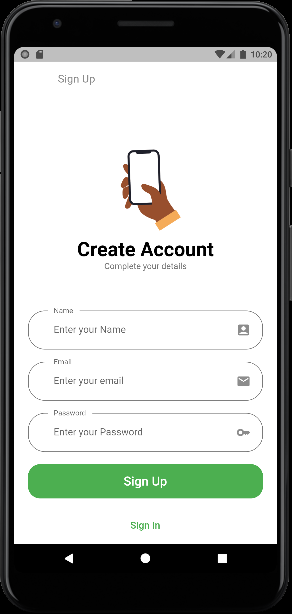 10:20
Sign Up
Create Account
Complete your details
Name
Enter your Name
Email
Enter your email
Password
Enter your Password
Sign Up
Sign In